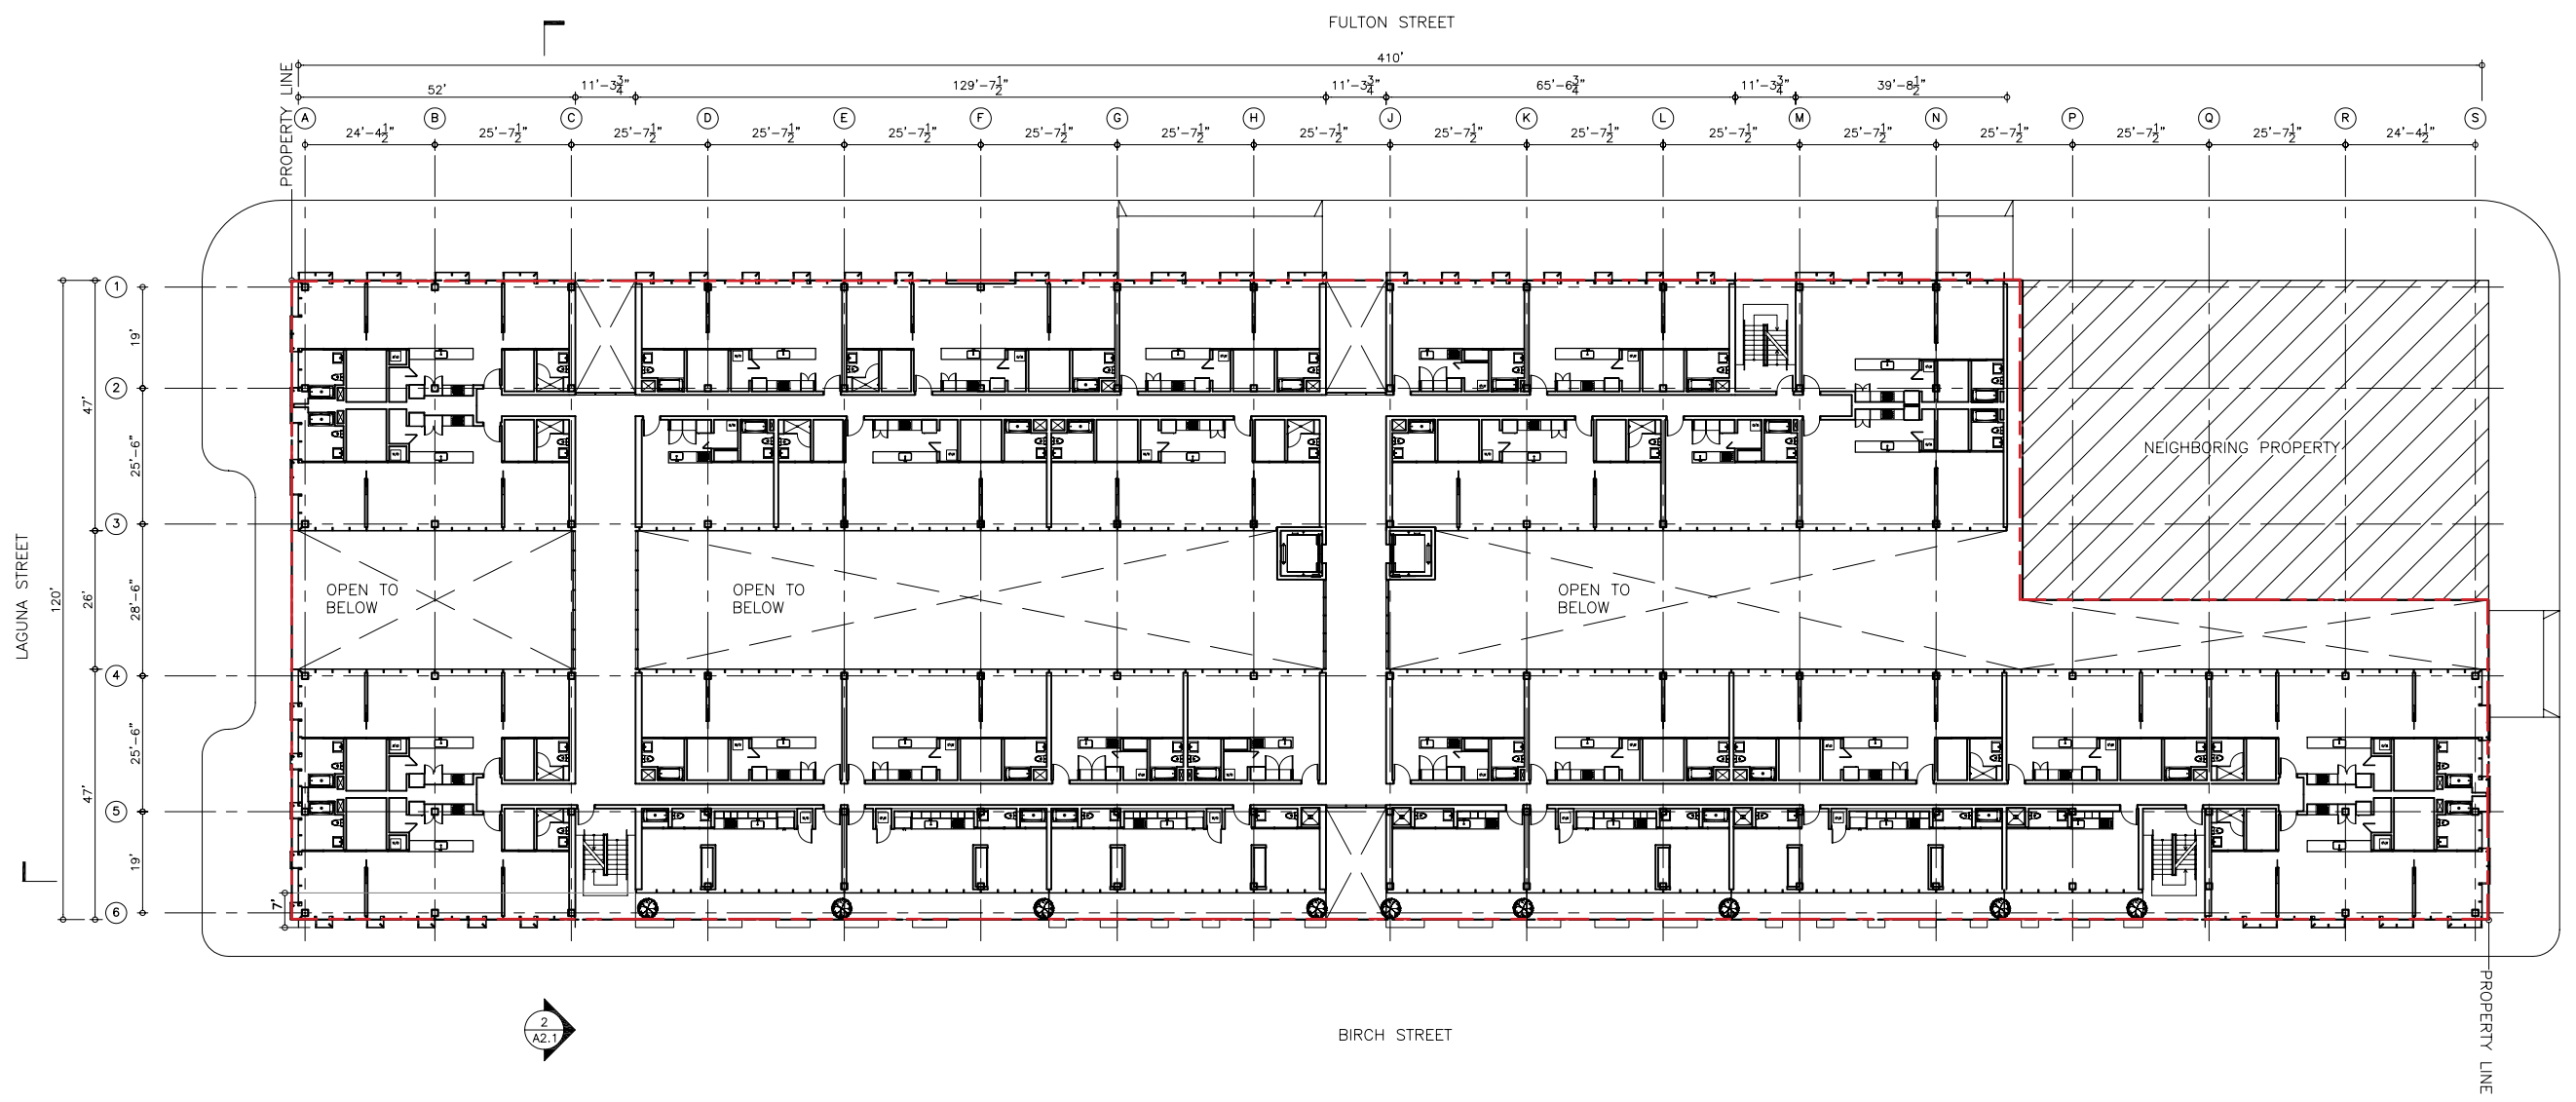 FULTON STREET
410'
PROPERTY LINE
52'
11'-3 3/4"
129'-7 1/2"
11'-3 3/4"
65'-6 3/4"
11'-3 3/4"
39'-8 1/2"
A B C D E F G H J K L M N P Q R S
24'-4 1/2"
25'-7 1/2"
25'-7 1/2"
25'-7 1/2"
25'-7 1/2"
25'-7 1/2"
25'-7 1/2"
25'-7 1/2"
25'-7 1/2"
25'-7 1/2"
25'-7 1/2"
25'-7 1/2"
25'-7 1/2"
25'-7 1/2"
25'-7 1/2"
24'-4 1/2"
1
19'
2
47'
25'-6"
NEIGHBORING PROPERTY
3
LAGUNA STREET
120'
26'
28'-6"
OPEN TO
BELOW
OPEN TO
BELOW
OPEN TO
BELOW
4
25'-6"
47'
5
19'
7'
6
PROPERTY LINE
2
A2.1
BIRCH STREET